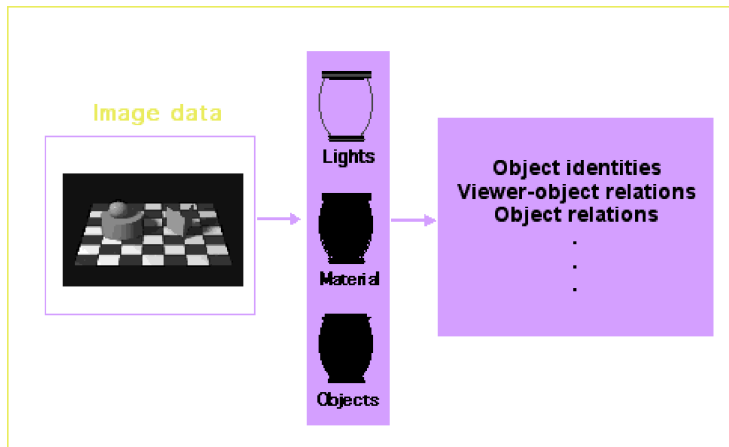 Image data
Lights
Material
Objects
Object identities
Viewer-object relations
Object relations
.
.
.